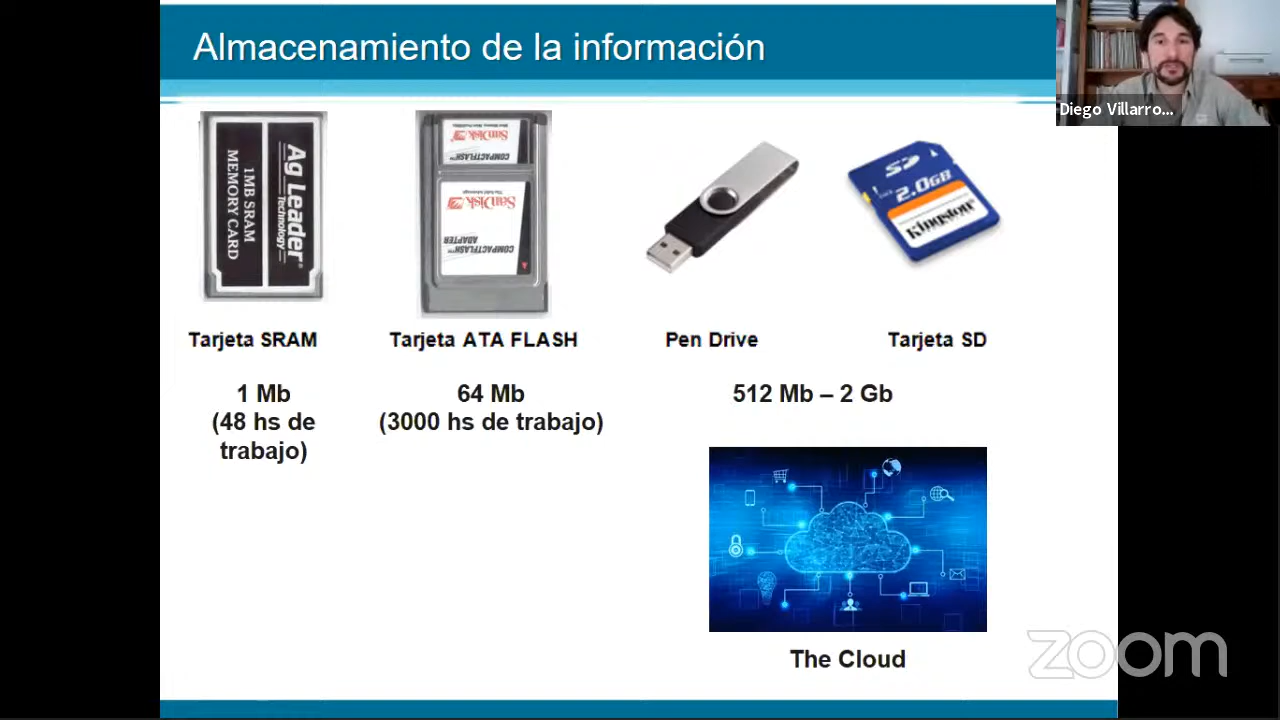 Almacenamiento de la información
Diego Villarro...
Ag Leader
Technology
1MB SRAM
MEMORY CARD
SanDisk
COMPACTFLASH
SanDisk
COMPACTFLASH
ADAPTER
SD
2.0GB
Kingston
Tarjeta SRAM
Tarjeta ATA FLASH
Pen Drive
Tarjeta SD
1 Mb
(48 hs de
trabajo)
64 Mb
(3000 hs de trabajo)
512 Mb – 2 Gb
The Cloud
zoom